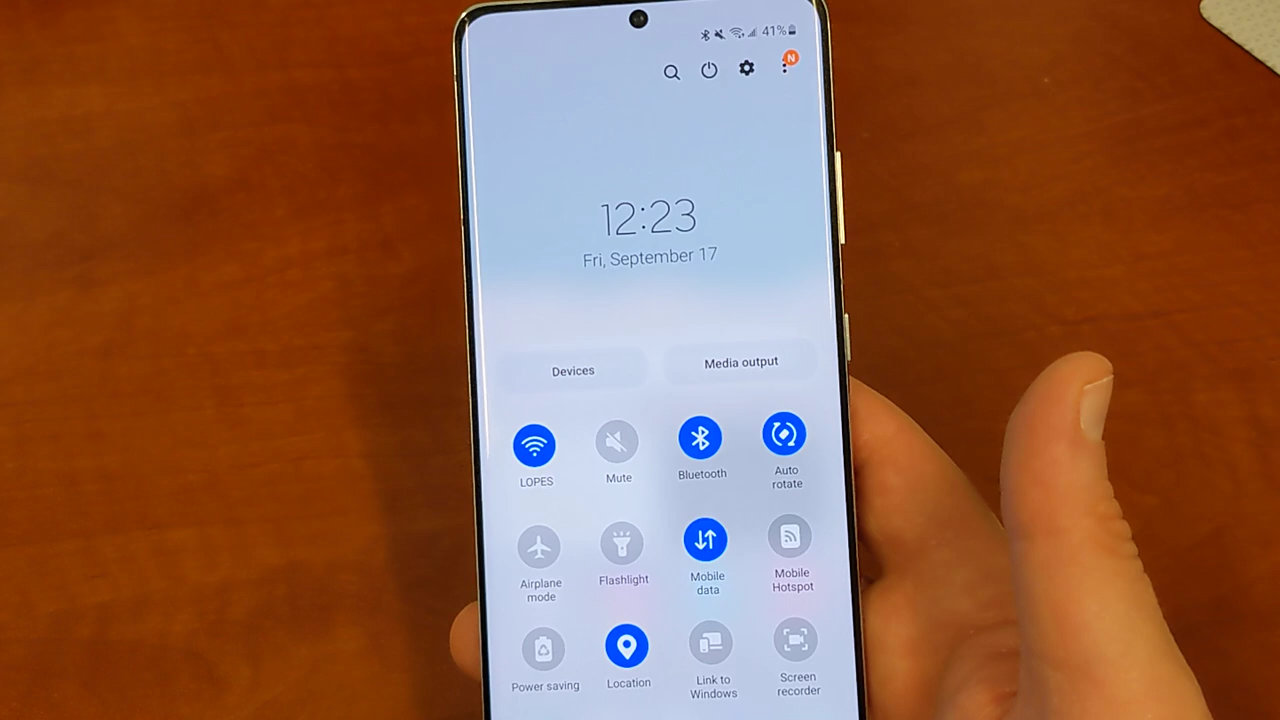 41%
N
12:23
Fri, September 17
Devices
Media output
LOPES
Mute
Bluetooth
Auto
rotate
Airplane
mode
Flashlight
Mobile
data
Mobile
Hotspot
Power saving
Location
Link to
Windows
Screen
recorder